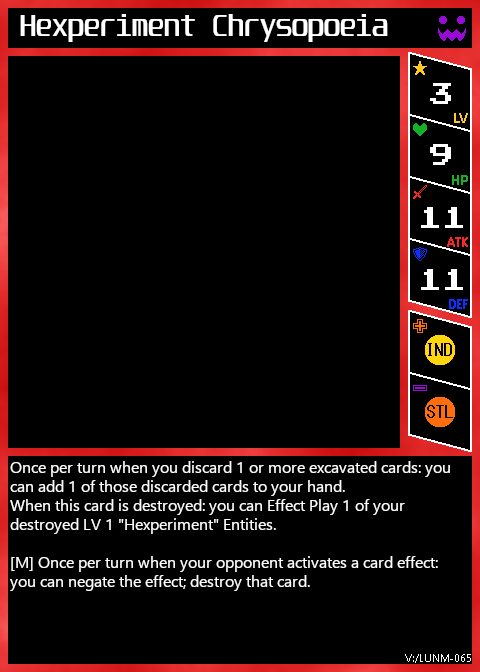 Hexperiment Chrysopoeia
3
LV
9
HP
11
ATK
11
DEF
IND
STL
Once per turn when you discard 1 or more excavated cards: you
can add 1 of those discarded cards to your hand.
When this card is destroyed: you can Effect Play 1 of your
destroyed LV 1 "Hexperiment" Entities.
[M] Once per turn when your opponent activates a card effect:
you can negate the effect; destroy that card.
V:/LUNM-065